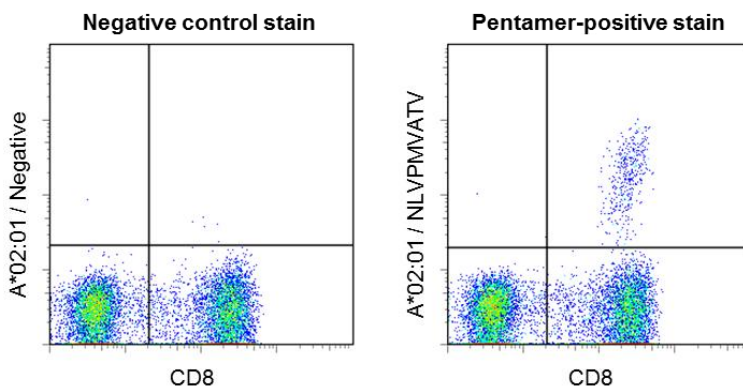 Negative control stain
A*02:01 / Negative
CD8
Pentamer-positive stain
A*02:01 / NLVPMVATV
CD8